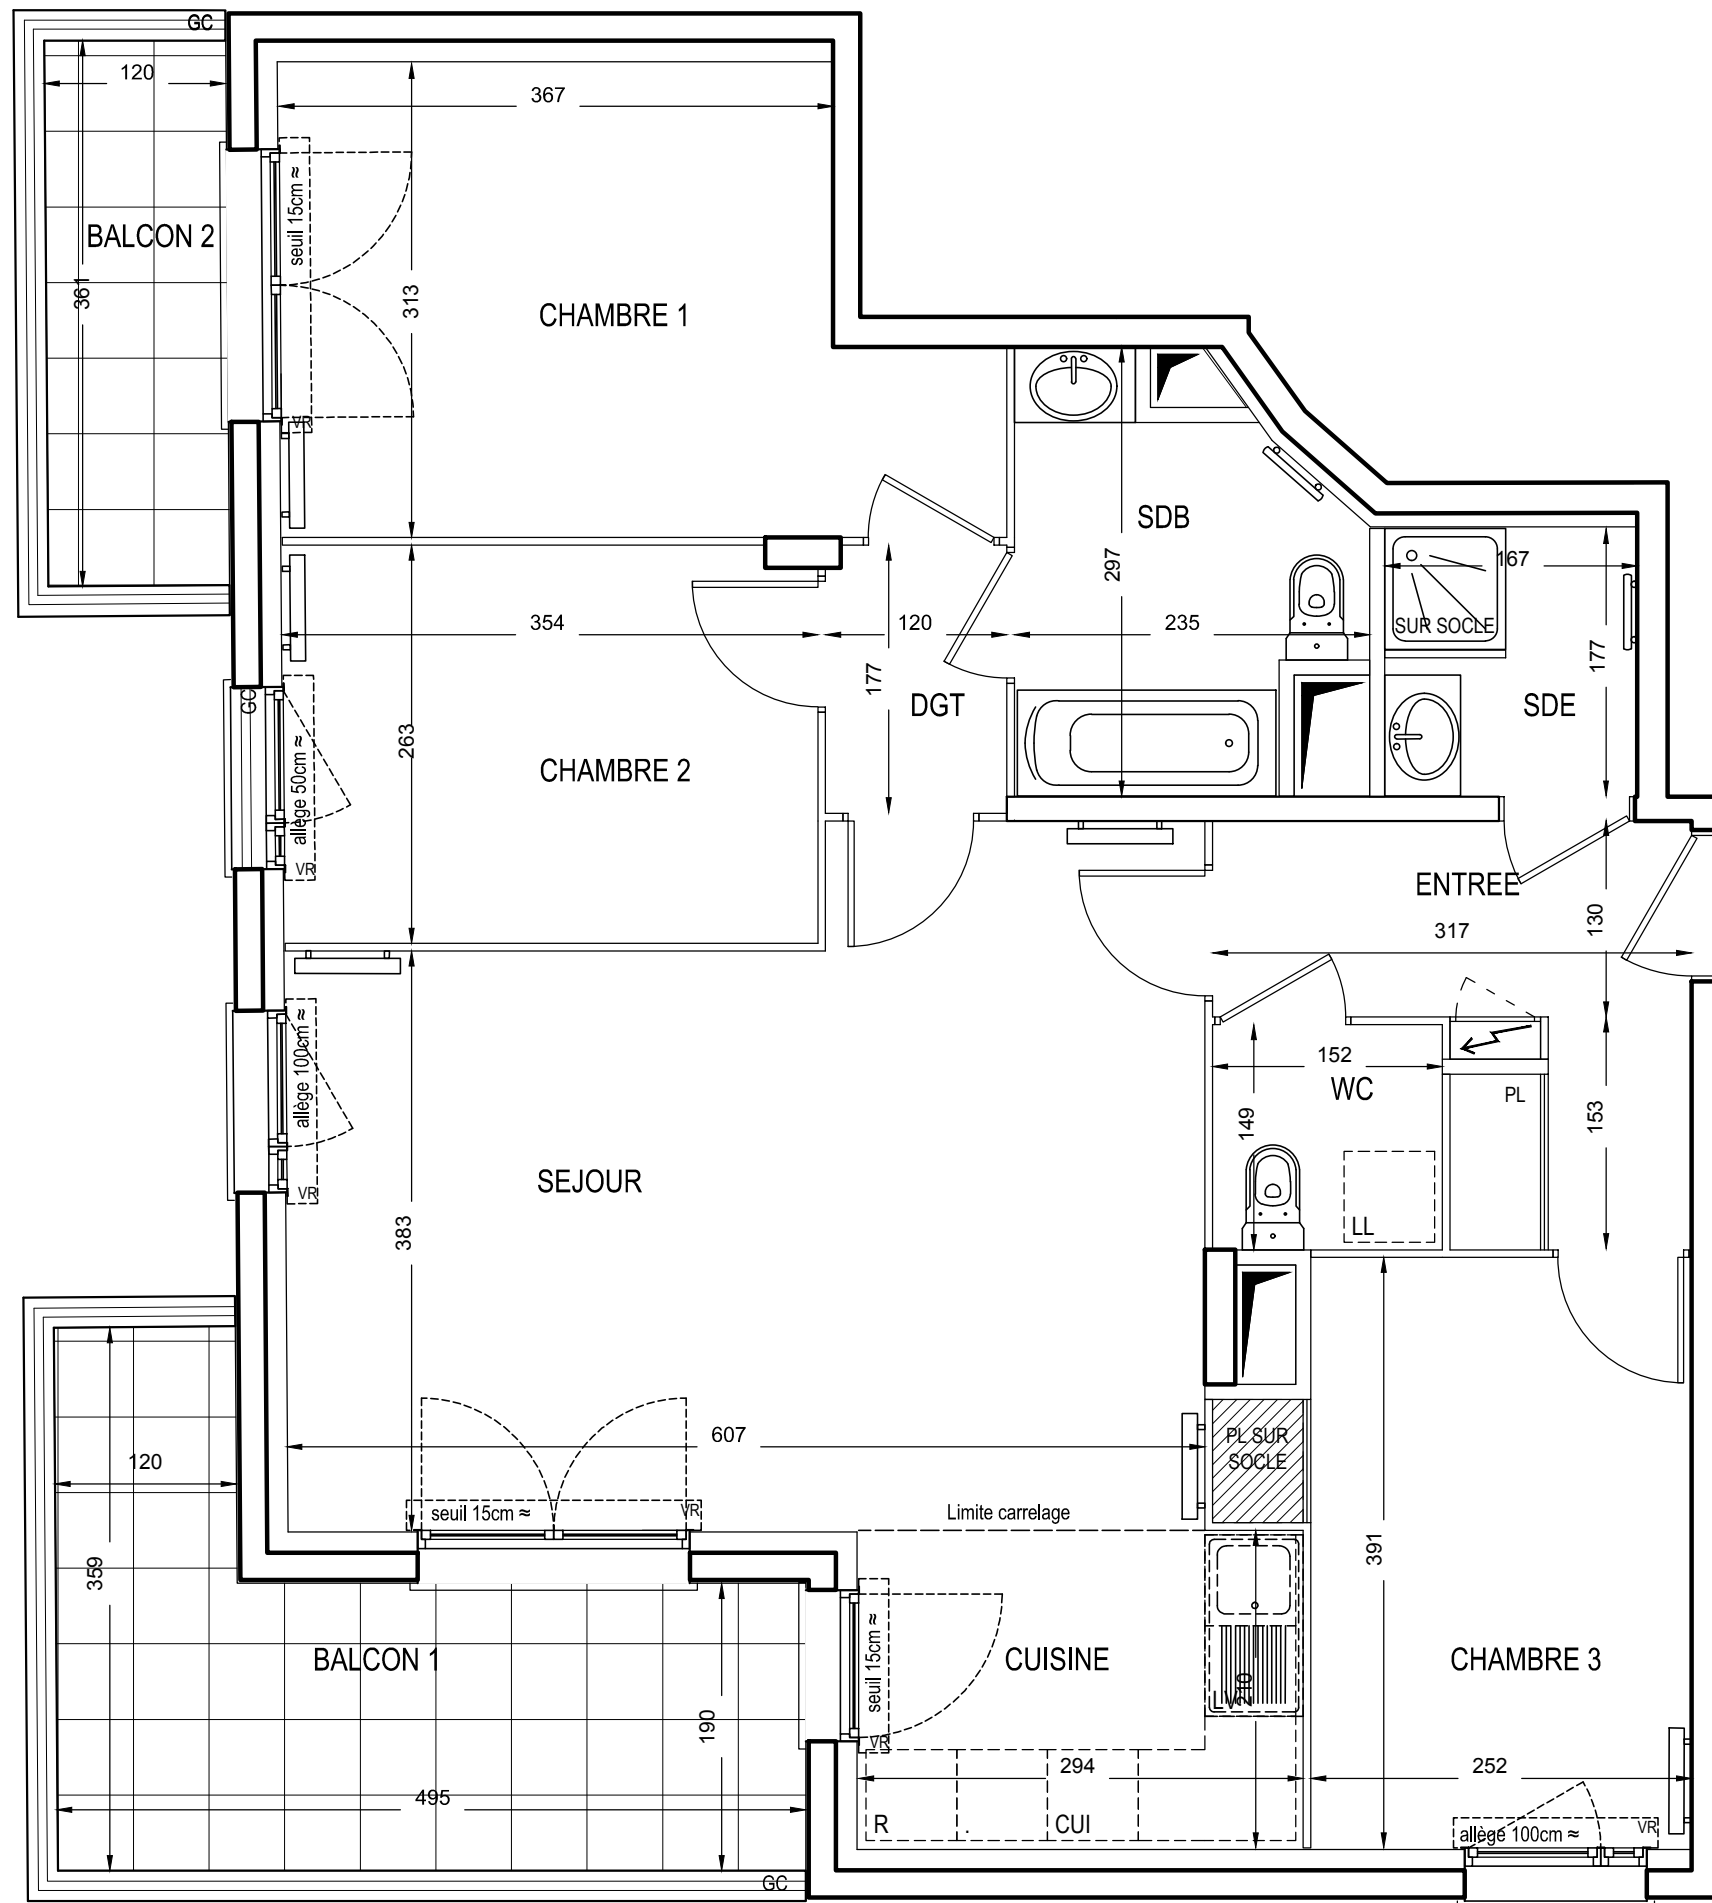 GC
120
367
seuil 15cm ≈
BALCON 2
361
313
CHAMBRE 1
VR
SDB
297
167
SUR SOCLE
354
120
235
177
177
DGT
SDE
GC
263
allège 50cm ≈
CHAMBRE 2
VR
ENTREE
130
317
allège 100cm ≈
152
WC
PL
149
153
SEJOUR
VR
LL
383
607
PL SUR
SOCLE
120
seuil 15cm ≈
VR
Limite carrelage
359
391
BALCON 1
seuil 15cm ≈
CUISINE
CHAMBRE 3
LV
210
190
VR
294
252
495
R
.
CUI
allège 100cm ≈
VR
GC